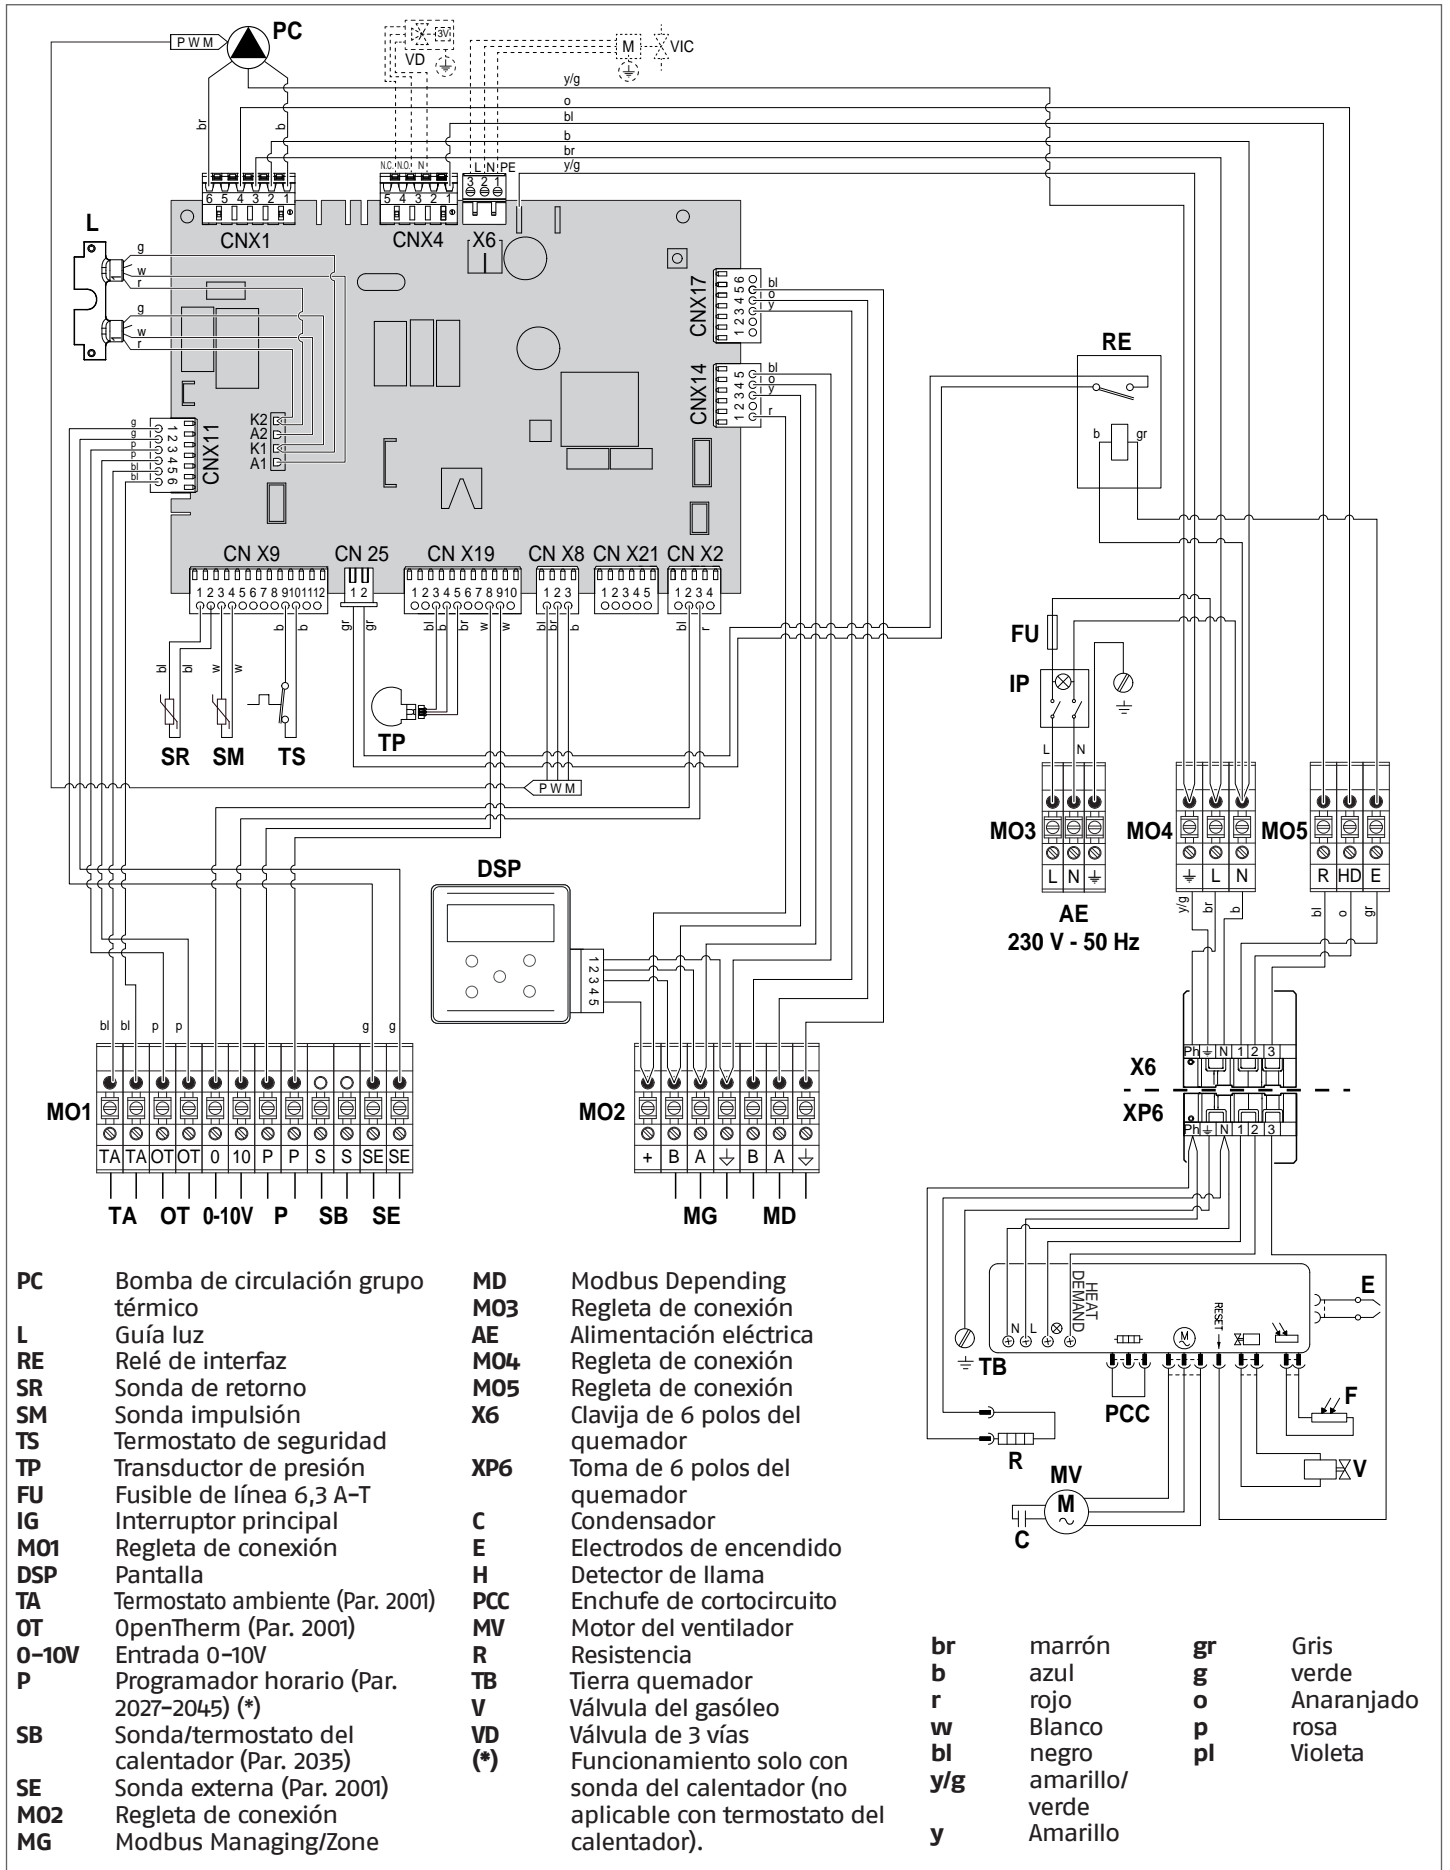 PC
PWM
VD
3V
M
VIC
y/g
o
bl
b
br
y/g
br
b
N.C. N.O. N
L N PE
6 5 4 3 2 1
5 4 3 2 1
3 2 1
CNX1
CNX4
X6
L
g
w
r
g
w
r
K2
A2
K1
A1
CNX11
1 2 3 4 5 6
g
g
p
p
bl
bl
CNX17
1 2 3 4 5 6
bl
o
y
CNX14
1 2 3 4 5
bl
o
y
r
RE
b gr
CN X9
CN 25
CN X19
CN X8
CN X21
CN X2
1 2 3 4 5 6 7 8 9 10 11 12
1 2
1 2 3 4 5 6 7 8 9 10
1 2 3
1 2 3 4 5
1 2 3 4
bl bl w w b b
gr gr
bl b br w w
bl br b
bl r
SR
SM
TS
TP
PWM
FU
IP
L N
MO3
L N
AE
230 V - 50 Hz
MO4
L N
MO5
R HD E
y/g br b
bl o gr
DSP
1 2 3 4 5
bl bl p p g g
MO1
TA TA OT OT 0 10 P P S S SE SE
TA OT 0-10V P SB SE
MO2
+ B A B A
MG MD
X6
Ph N 1 2 3
XP6
Ph N 1 2 3
N L
HEAT DEMAND
RESET
E
TB
PCC
F
R
MV
M
C
V
PC Bomba de circulación grupo
térmico
L Guía luz
RE Relé de interfaz
SR Sonda de retorno
SM Sonda impulsión
TS Termostato de seguridad
TP Transductor de presión
FU Fusible de línea 6,3 A-T
IG Interruptor principal
MO1 Regleta de conexión
DSP Pantalla
TA Termostato ambiente (Par. 2001)
OT OpenTherm (Par. 2001)
0-10V Entrada 0-10V
P Programador horario (Par.
2027-2045) (*)
SB Sonda/termostato del
calentador (Par. 2035)
SE Sonda externa (Par. 2001)
MO2 Regleta de conexión
MG Modbus Managing/Zone
MD Modbus Depending
MO3 Regleta de conexión
AE Alimentación eléctrica
MO4 Regleta de conexión
MO5 Regleta de conexión
X6 Clavija de 6 polos del
quemador
XP6 Toma de 6 polos del
quemador
C Condensador
E Electrodos de encendido
H Detector de llama
PCC Enchufe de cortocircuito
MV Motor del ventilador
R Resistencia
TB Tierra quemador
V Válvula del gasóleo
VD Válvula de 3 vías
(*) Funcionamiento solo con
sonda del calentador (no
aplicable con termostato del
calentador).
br marrón
b azul
r rojo
w Blanco
bl negro
y/g amarillo/
verde
y Amarillo
gr Gris
g verde
o Anaranjado
p rosa
pl Violeta